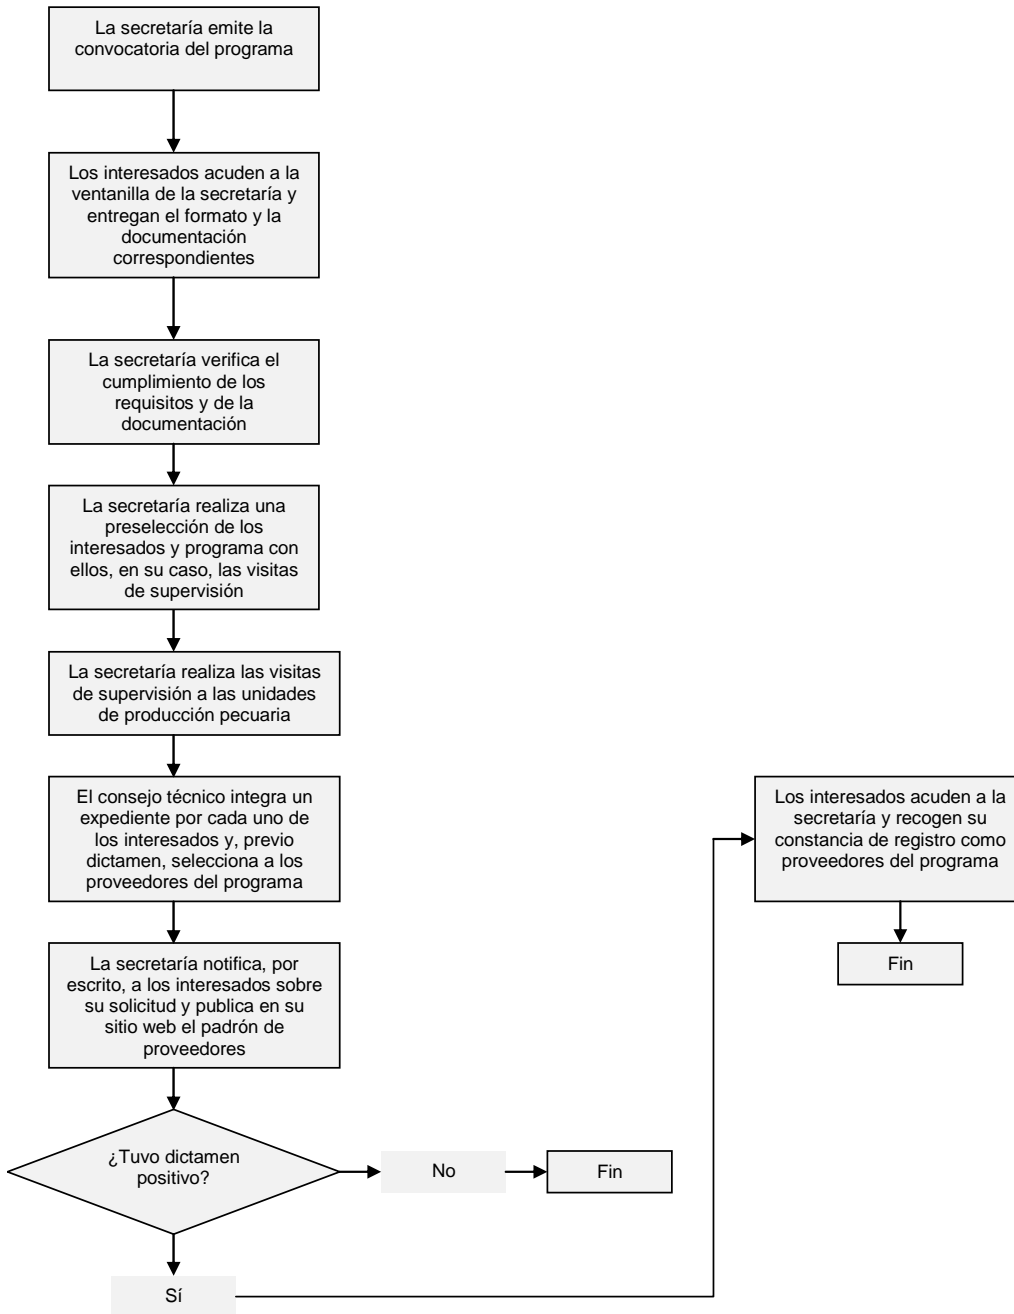 La secretaría emite la
convocatoria del programa
Los interesados acuden a la
ventanilla de la secretaría y
entregan el formato y la
documentación
correspondientes
La secretaría verifica el
cumplimiento de los
requisitos y de la
documentación
La secretaría realiza una
preselección de los
interesados y programa con
ellos, en su caso, las visitas
de supervisión
La secretaría realiza las visitas
de supervisión a las unidades
de producción pecuaria
El consejo técnico integra un
expediente por cada uno de
los interesados y, previo
dictamen, selecciona a los
proveedores del programa
La secretaría notifica, por
escrito, a los interesados sobre
su solicitud y publica en su
sitio web el padrón de
proveedores
¿Tuvo dictamen
positivo?
No
Fin
Sí
Los interesados acuden a la
secretaría y recogen su
constancia de registro como
proveedores del programa
Fin